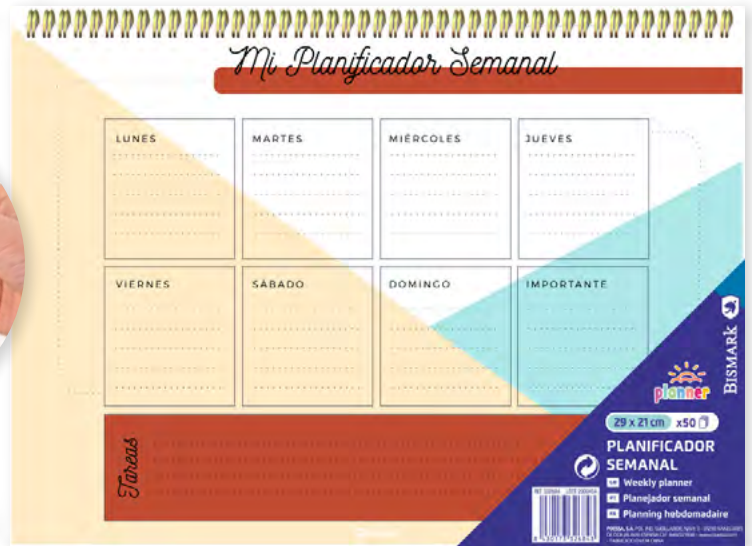 Mi Planificador Semanal
LUNES
MARTES
MIÉRCOLES
JUEVES
VIERNES
SÁBADO
DOMINGO
IMPORTANTE
Tareas
BISMARK
planner
29 x 21 cm x50
PLANIFICADOR
SEMANAL
Weekly planner
Planejador semanal
Planning hebdomadaire